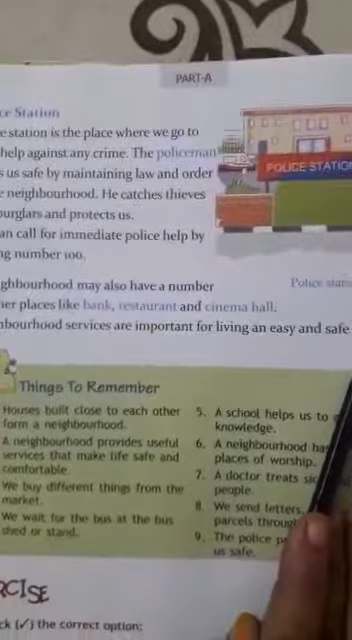 PART-A
ce Station
e station is the place where we go to
help against any crime. The policeman
s us safe by maintaining law and order
e neighbourhood. He catches thieves
burglars and protects us.
an call for immediate police help by
ng number 100.
POLICE STATION
ghbourhood may also have a number
Police stati
her places like bank, restaurant and cinema hall.
hbourhood services are important for living an easy and safe
Things To Remember
Houses built close to each other
form a neighbourhood.
A neighbourhood provides useful
services that make life safe and
comfortable.
We buy different things from the
market.
We wait for the bus at the bus
shed or stand.
5. A school helps us to
knowledge.
6. A neighbourhood ha
places of worship.
7. A doctor treats sic
people.
8. We send letters,
parcels throug
9. The police p
us safe.
RCISE
ck (✓) the correct option: